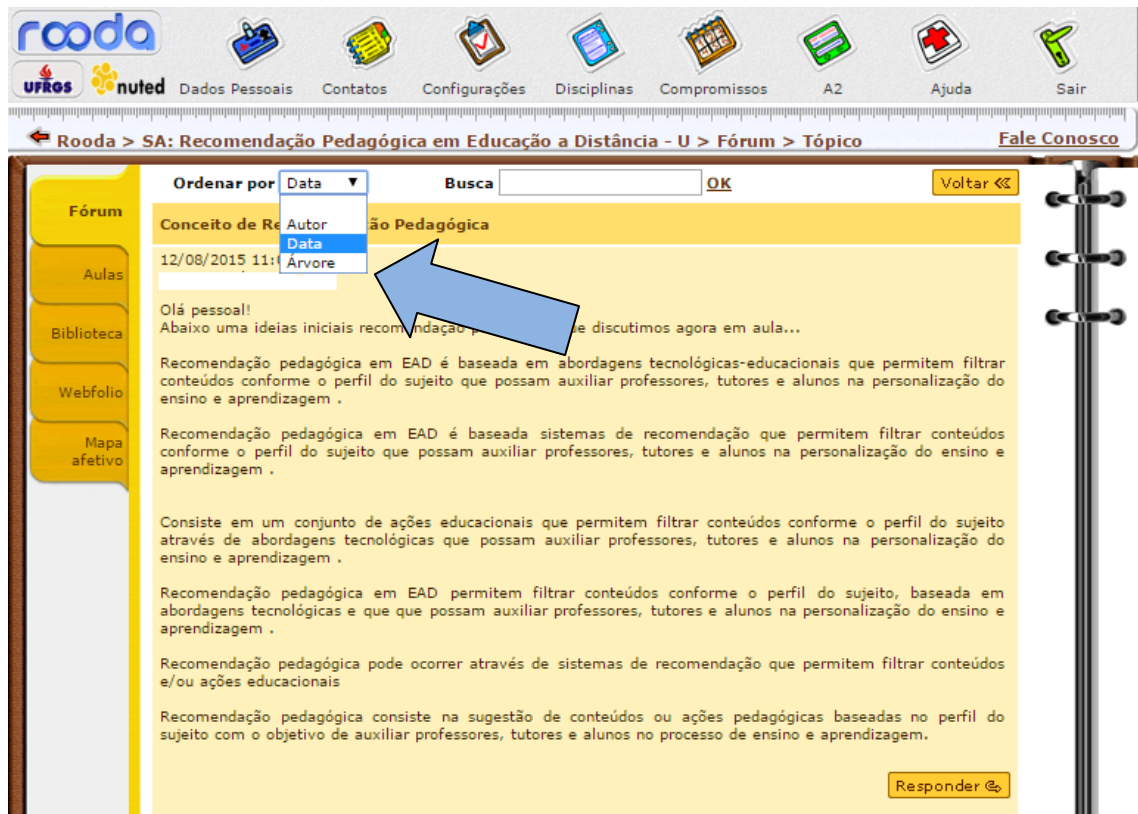 rooda
UFRGS nuted Dados Pessoais Contatos Configurações Disciplinas Compromissos A2 Ajuda Sair
Rooda > SA: Recomendação Pedagógica em Educação a Distância - U > Fórum > Tópico Fale Conosco
Ordenar por Data Busca OK Voltar
Autor
Data
Árvore
Fórum
Aulas
Biblioteca
Webfolio
Mapa
afetivo
Conceito de Pedagógica
12/08/2015
Olá pessoal!
Abaixo uma ideias iniciais discutimos agora em aula...
Recomendação pedagógica em EAD é baseada em abordagens tecnológicas-educacionais que permitem filtrar
conteúdos conforme o perfil do sujeito que possam auxiliar professores, tutores e alunos na personalização do
ensino e aprendizagem .
Recomendação pedagógica em EAD é baseada sistemas de recomendação que permitem filtrar conteúdos
conforme o perfil do sujeito que possam auxiliar professores, tutores e alunos na personalização do ensino e
aprendizagem .
Consiste em um conjunto de ações educacionais que permitem filtrar conteúdos conforme o perfil do sujeito
através de abordagens tecnológicas que possam auxiliar professores, tutores e alunos na personalização do
ensino e aprendizagem .
Recomendação pedagógica em EAD permitem filtrar conteúdos conforme o perfil do sujeito, baseada em
abordagens tecnológicas e que que possam auxiliar professores, tutores e alunos na personalização do ensino e
aprendizagem .
Recomendação pedagógica pode ocorrer através de sistemas de recomendação que permitem filtrar conteúdos
e/ou ações educacionais
Recomendação pedagógica consiste na sugestão de conteúdos ou ações pedagógicas baseadas no perfil do
sujeito com o objetivo de auxiliar professores, tutores e alunos no processo de ensino e aprendizagem.
Responder